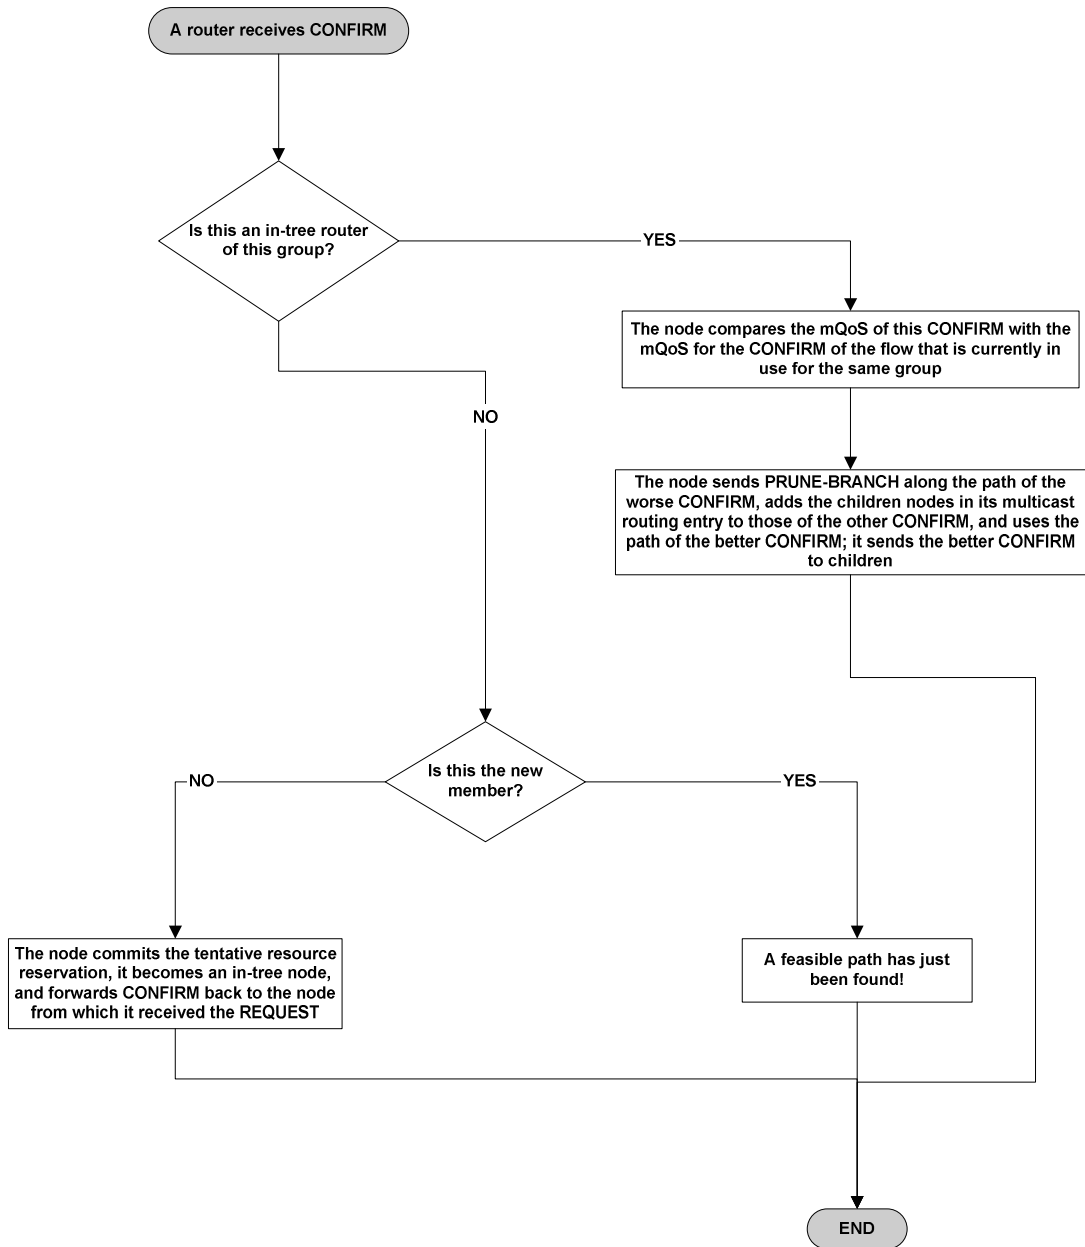 A router receives CONFIRM
Is this an in-tree router
of this group?
YES
The node compares the mQoS of this CONFIRM with the
mQoS for the CONFIRM of the flow that is currently in
use for the same group
NO
The node sends PRUNE-BRANCH along the path of the
worse CONFIRM, adds the children nodes in its multicast
routing entry to those of the other CONFIRM, and uses the
path of the better CONFIRM; it sends the better CONFIRM
to children
Is this the new
member?
NO
YES
The node commits the tentative resource
reservation, it becomes an in-tree node,
and forwards CONFIRM back to the node
from which it received the REQUEST
A feasible path has just
been found!
END